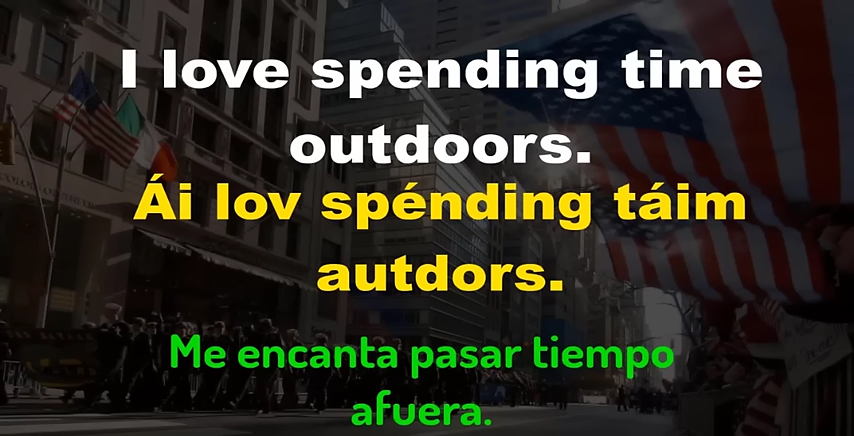 I love spending time
outdoors.
Ái lov spénding táim
autdors.
Me encanta pasar tiempo
afuera.